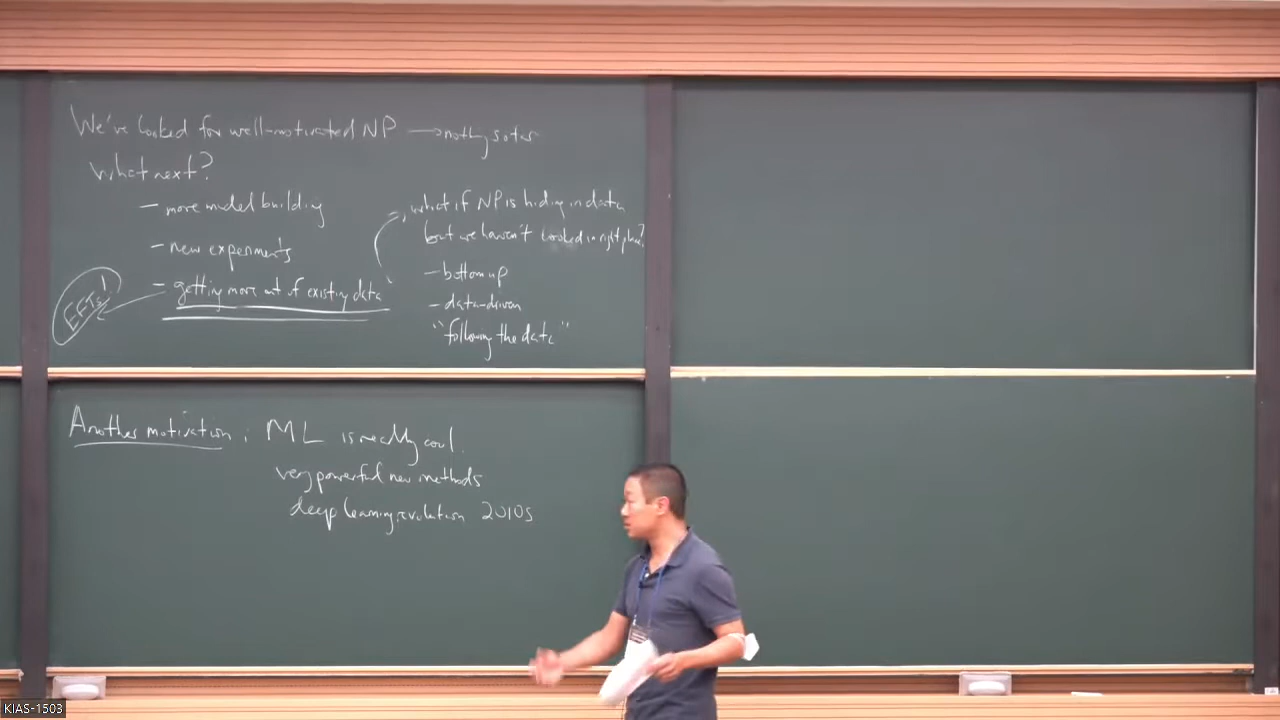 We've looked for well-motivated NP → nothing so far
What next?
– more model building
– new experiments
– getting more out of existing data
EFTs!
what if NP is hiding in data
but we haven't looked in right place?
– bottom up
– data-driven
"following the data"
Another motivation: ML is really cool.
very powerful new methods
deep learning revolution 2010s
KIAS-1503